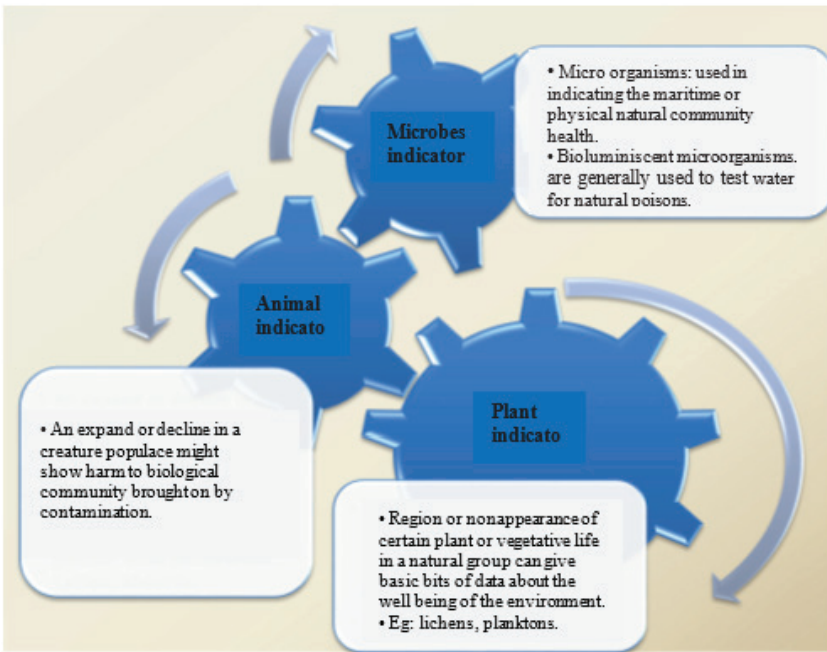 Microbes
indicator
• Micro organisms: used in
indicating the maritime or
physical natural community
health.
• Bioluminiscent microorganisms.
are generally used to test water
for natural poisons.
Animal
indicato
• An expand or decline in a
creature populace might
show harm to biological
community brought on by
contamination.
Plant
indicato
• Region or nonappearance of
certain plant or vegetative life
in a natural group can give
basic bits of data about the
well being of the environment.
• Eg: lichens, planktons.